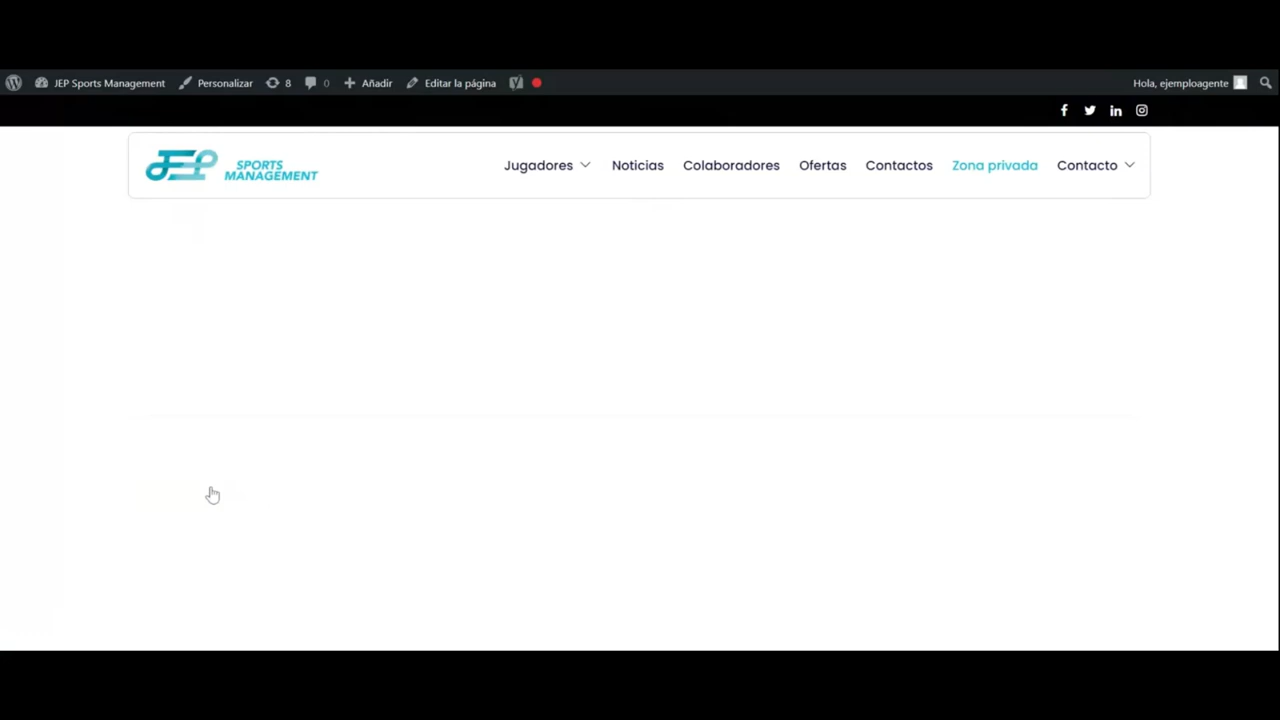 JEP Sports Management Personalizar 8 0 Añadir Editar la página Hola, ejemploagente
JEP SPORTS MANAGEMENT
Jugadores Noticias Colaboradores Ofertas Contactos Zona privada Contacto